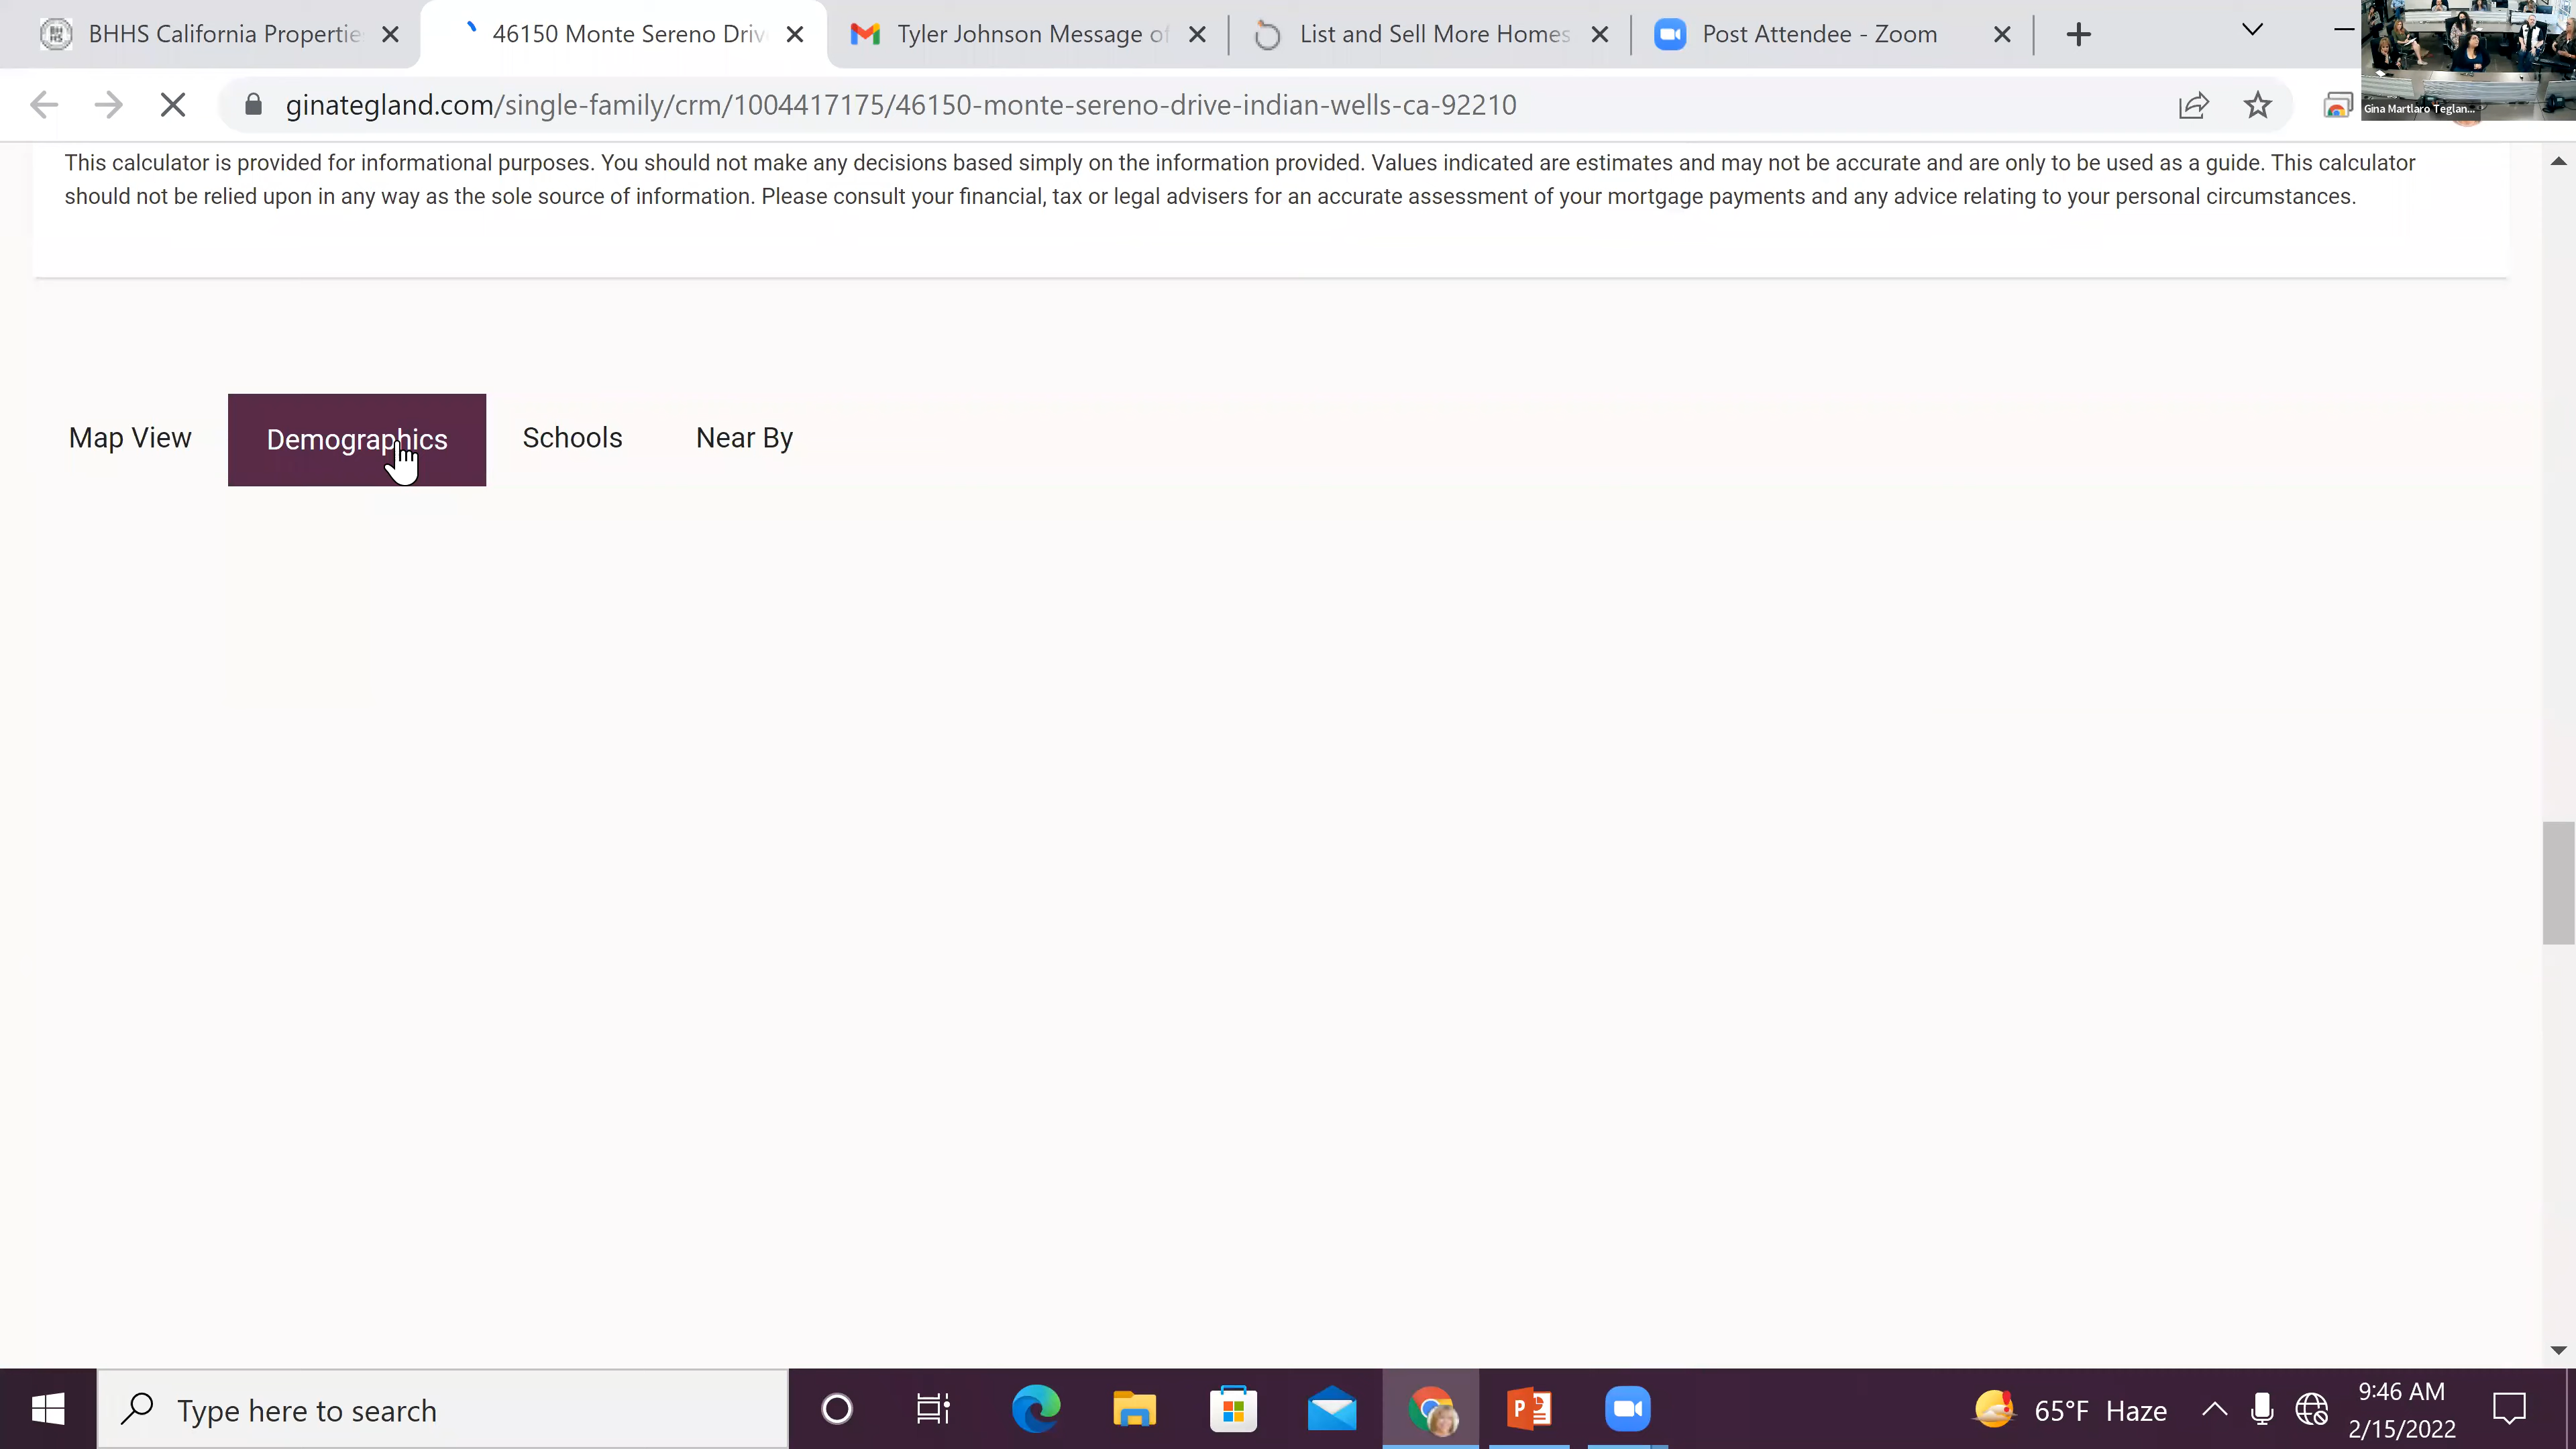 BHHS California Propertie
46150 Monte Sereno Driv
Tyler Johnson Message of
List and Sell More Homes
Post Attendee - Zoom
ginategland.com/single-family/crm/1004417175/46150-monte-sereno-drive-indian-wells-ca-92210
Gina Martlaro Teglan...
This calculator is provided for informational purposes. You should not make any decisions based simply on the information provided. Values indicated are estimates and may not be accurate and are only to be used as a guide. This calculator
should not be relied upon in any way as the sole source of information. Please consult your financial, tax or legal advisers for an accurate assessment of your mortgage payments and any advice relating to your personal circumstances.
Map View
Demographics
Schools
Near By
Type here to search
65°F Haze
9:46 AM
2/15/2022